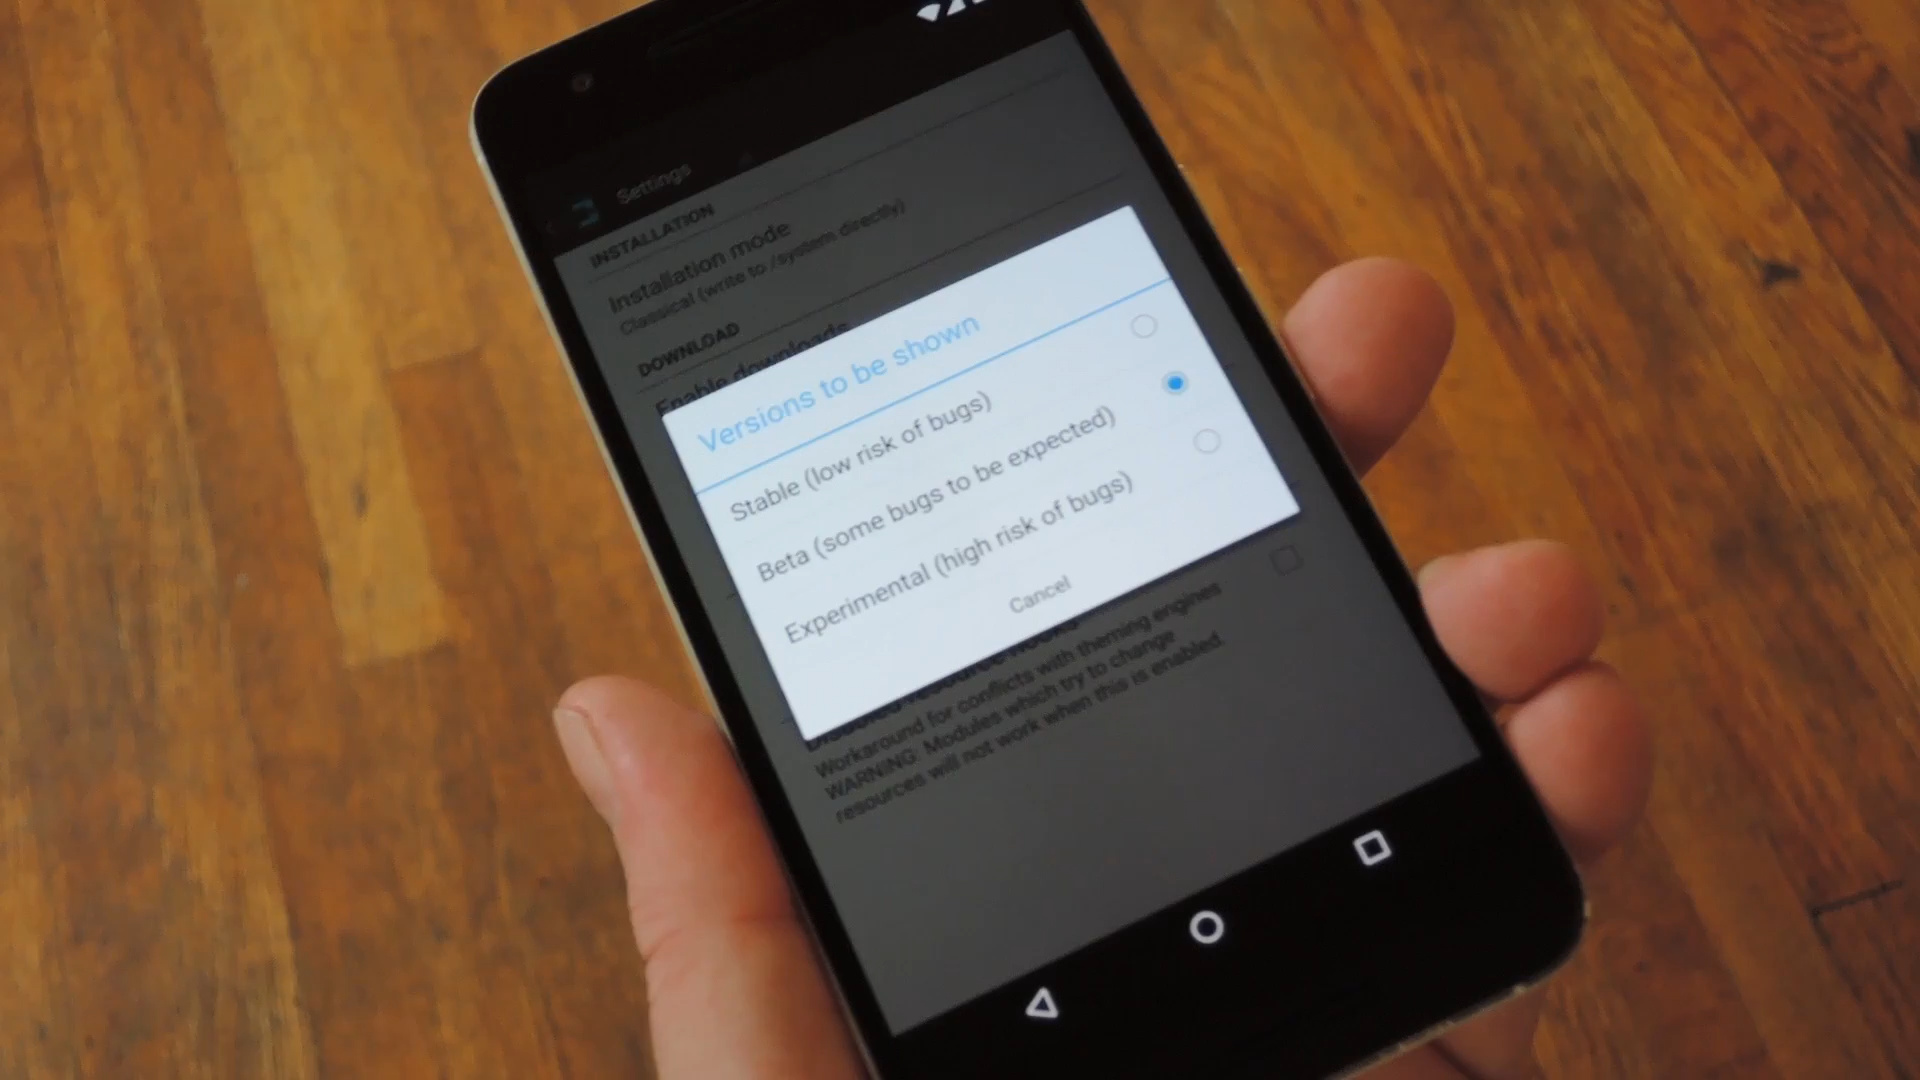 Settings
INSTALLATION
Installation mode
Classical (write to /system directly)
DOWNLOAD
Enable downloads
Versions to be shown
Stable (low risk of bugs)
Beta (some bugs to be expected)
Experimental (high risk of bugs)
Cancel
Workaround for conflicts with theming engines
WARNING: Modules which try to change
resources will not work when this is enabled.